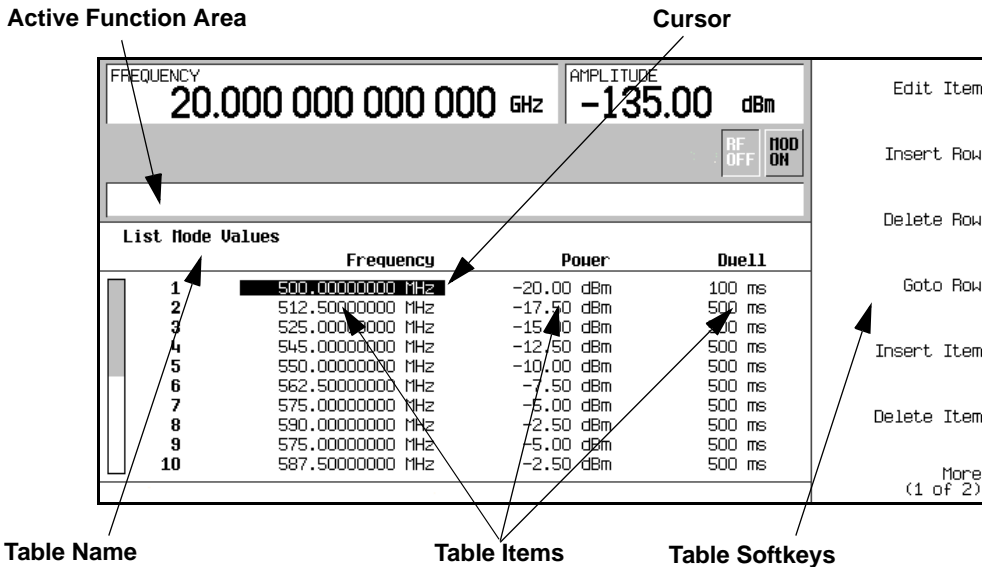 Active Function Area
Cursor
FREQUENCY
20.000 000 000 000 GHz
AMPLITUDE
-135.00 dBm
RF OFF
MOD ON
List Mode Values
Frequency Power Dwell
1 500.00000000 MHz -20.00 dBm 100 ms
2 512.50000000 MHz -17.50 dBm 500 ms
3 525.00000000 MHz -15.00 dBm 500 ms
4 545.00000000 MHz -12.50 dBm 500 ms
5 550.00000000 MHz -10.00 dBm 500 ms
6 562.50000000 MHz -7.50 dBm 500 ms
7 575.00000000 MHz -5.00 dBm 500 ms
8 590.00000000 MHz -2.50 dBm 500 ms
9 575.00000000 MHz -5.00 dBm 500 ms
10 587.50000000 MHz -2.50 dBm 500 ms
Edit Item
Insert Row
Delete Row
Goto Row
Insert Item
Delete Item
More
(1 of 2)
Table Name
Table Items
Table Softkeys